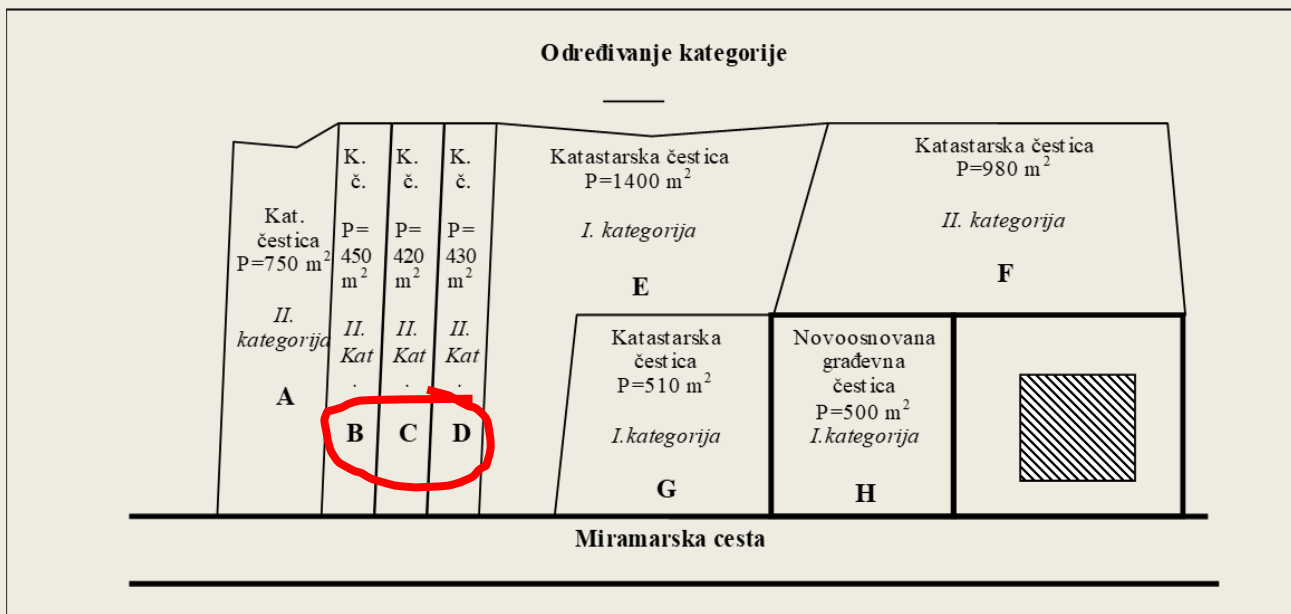 Određivanje kategorije
Kat.
čestica
P=750 m²
II.
kategorija
A
K.
č.
P=
450
m²
II.
Kat
.
B
K.
č.
P=
420
m²
II.
Kat
.
C
K.
č.
P=
430
m²
II.
Kat
.
D
Katastarska čestica
P=1400 m²
I. kategorija
E
Katastarska čestica
P=980 m²
II. kategorija
F
Katastarska
čestica
P=510 m²
I.kategorija
G
Novoosnovana
građevna
čestica
P=500 m²
I.kategorija
H
Miramarska cesta